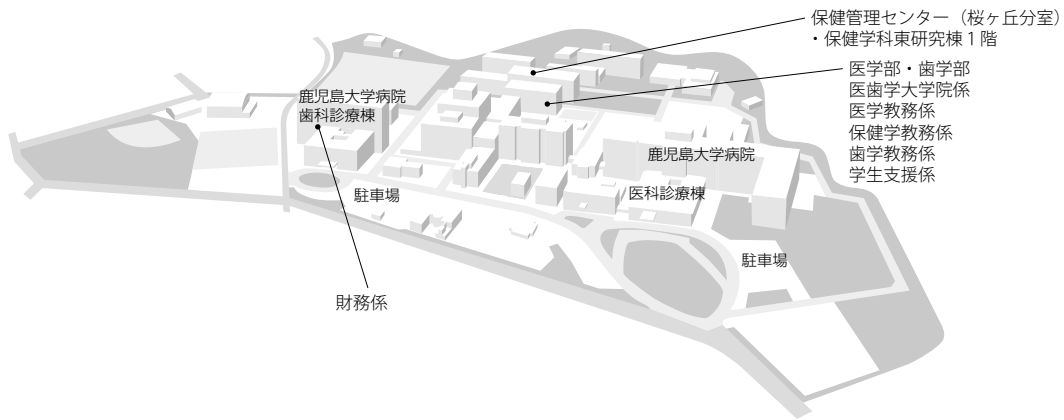 保健管理センター（桜ヶ丘分室）
・保健学科東研究棟１階
医学部・歯学部
医歯学大学院係
医学教務係
保健学教務係
歯学教務係
学生支援係
鹿児島大学病院
歯科診療棟
鹿児島大学病院
医科診療棟
駐車場
駐車場
財務係